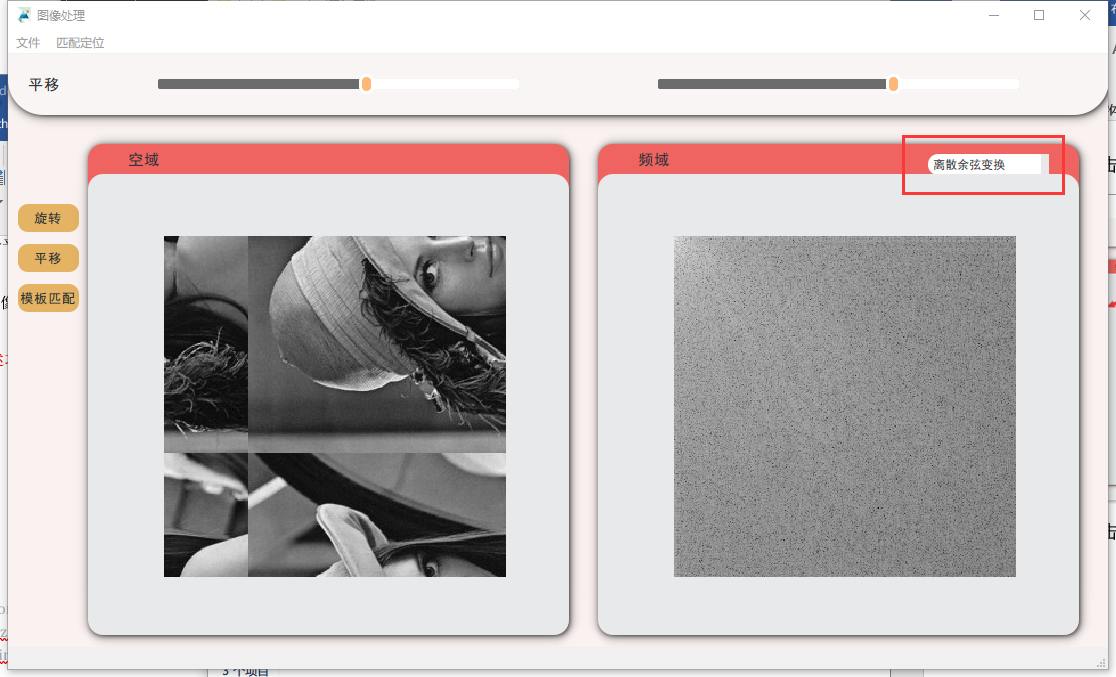 图像处理
文件 匹配定位
平移
空域
频域
离散余弦变换
旋转
平移
模板匹配
3 个项目